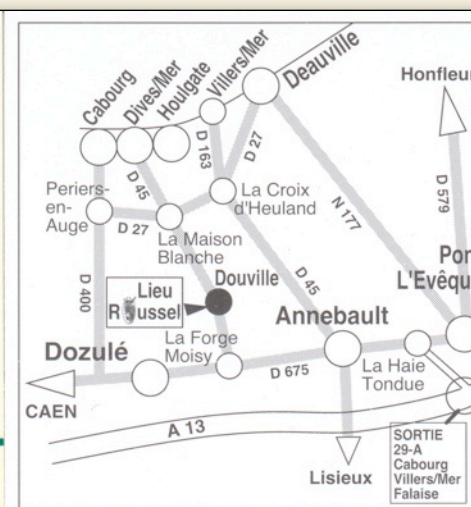 Cabourg
Dives/Mer
Houlgate
Villers/Mer
Deauville
Honfleur
D 163
D 27
D 45
N 177
D 579
Periers-
en-
Auge
D 27
La Croix
d'Heuland
La Maison
Blanche
D 400
Lieu
Douville
D 45
Annebault
L'Evêqu
La Forge
Moisy
Dozulé
D 675
La Haie
Tondue
CAEN
A 13
Lisieux
SORTIE
29-A
Cabourg
Villers/Mer
Falaise